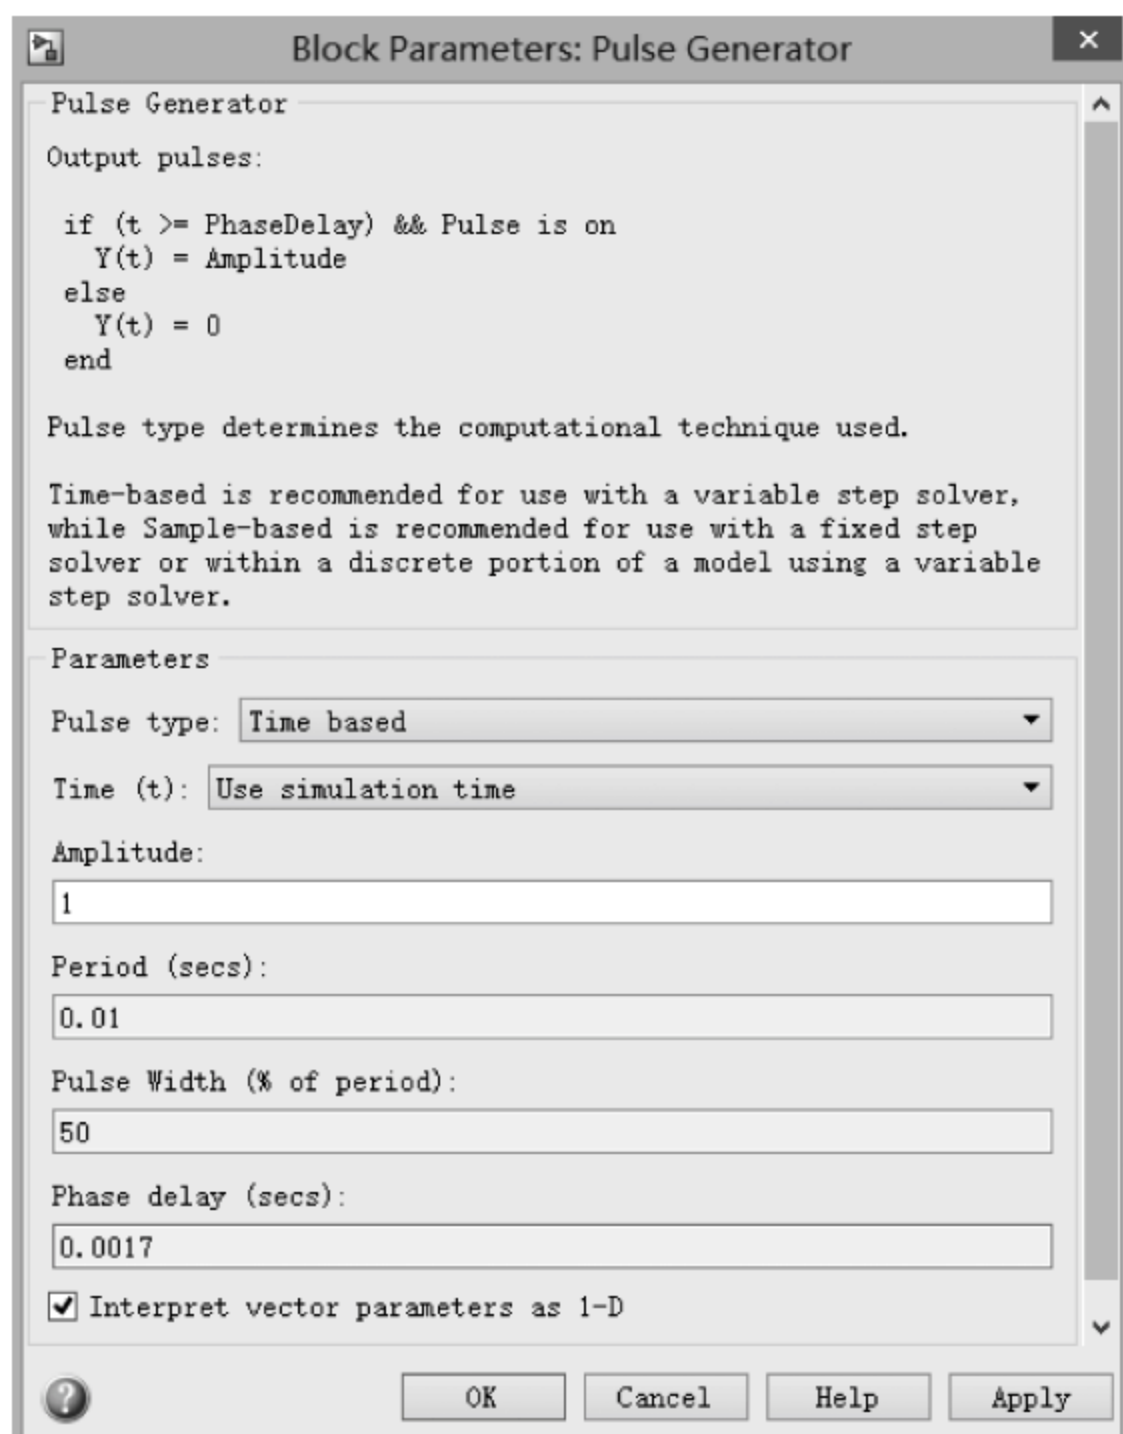 Block Parameters: Pulse Generator
×
Pulse Generator
Output pulses:
if (t >= PhaseDelay) && Pulse is on
Y(t) = Amplitude
else
Y(t) = 0
end
Pulse type determines the computational technique used.
Time-based is recommended for use with a variable step solver,
while Sample-based is recommended for use with a fixed step
solver or within a discrete portion of a model using a variable
step solver.
Parameters
Pulse type: Time based
Time (t): Use simulation time
Amplitude:
1
Period (secs):
0.01
Pulse Width (% of period):
50
Phase delay (secs):
0.0017
Interpret vector parameters as 1-D
? OK Cancel Help Apply